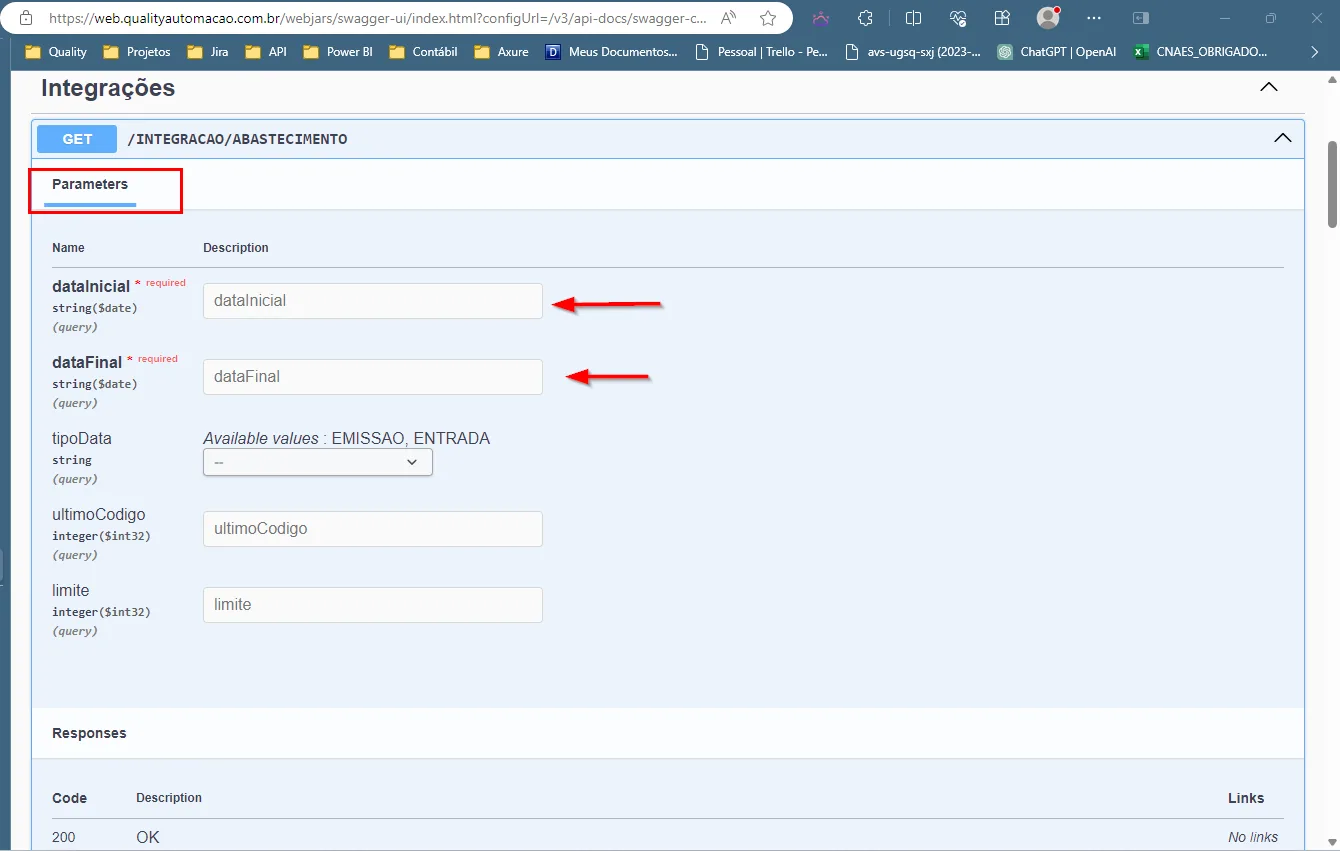 https://web.qualityautomacao.com.br/webjars/swagger-ui/index.html?configUrl=/v3/api-docs/swagger-c...
Quality Projetos Jira API Power BI Contábil Axure Meus Documentos... Pessoal | Trello - Pe... avs-ugsq-sxj (2023-... ChatGPT | OpenAI CNAES_OBRIGADO...
Integrações
GET /INTEGRACAO/ABASTECIMENTO
Parameters
Name Description
dataInicial * required
string($date)
(query)
dataInicial
dataFinal * required
string($date)
(query)
dataFinal
tipoData
string
(query)
Available values : EMISSAO, ENTRADA
--
ultimoCodigo
integer($int32)
(query)
ultimoCodigo
limite
integer($int32)
(query)
limite
Responses
Code Description Links
200 OK No links